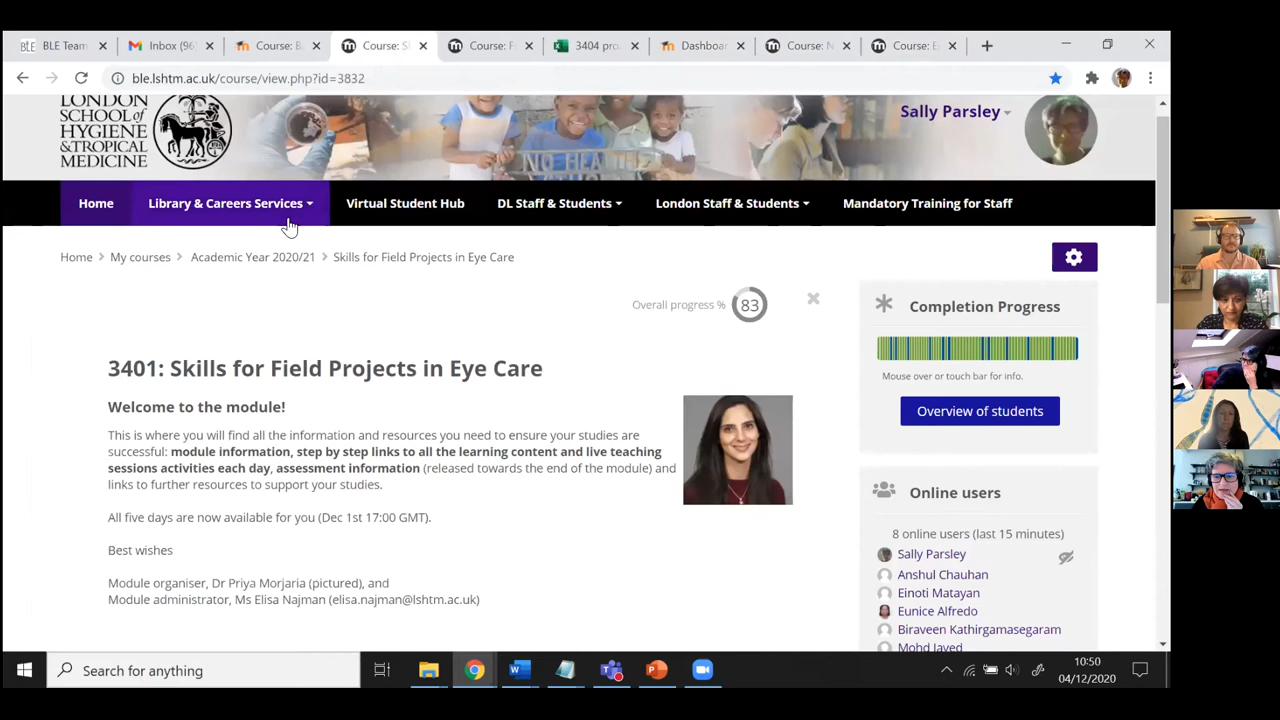 BLE BLE Team
Inbox (96
Course: B
Course: S
Course: F
3404 pro
Dashboar
Course: N
Course: E
ble.lshtm.ac.uk/course/view.php?id=3832
LONDON
SCHOOL of
HYGIENE
&TROPICAL
MEDICINE
NO HEALTH
Sally Parsley
Home
Library & Careers Services
Virtual Student Hub
DL Staff & Students
London Staff & Students
Mandatory Training for Staff
Home
My courses
Academic Year 2020/21
Skills for Field Projects in Eye Care
Overall progress % 83
3401: Skills for Field Projects in Eye Care
Welcome to the module!
This is where you will find all the information and resources you need to ensure your studies are
successful: module information, step by step links to all the learning content and live teaching
sessions activities each day, assessment information (released towards the end of the module) and
links to further resources to support your studies.
All five days are now available for you (Dec 1st 17:00 GMT).
Best wishes
Module organiser, Dr Priya Morjaria (pictured), and
Module administrator, Ms Elisa Najman (elisa.najman@lshtm.ac.uk)
Completion Progress
Mouse over or touch bar for info.
Overview of students
Online users
8 online users (last 15 minutes)
Sally Parsley
Anshul Chauhan
Einoti Matayan
Eunice Alfredo
Biraveen Kathirgamasegaram
Mohd Javed
Search for anything
10:50
04/12/2020